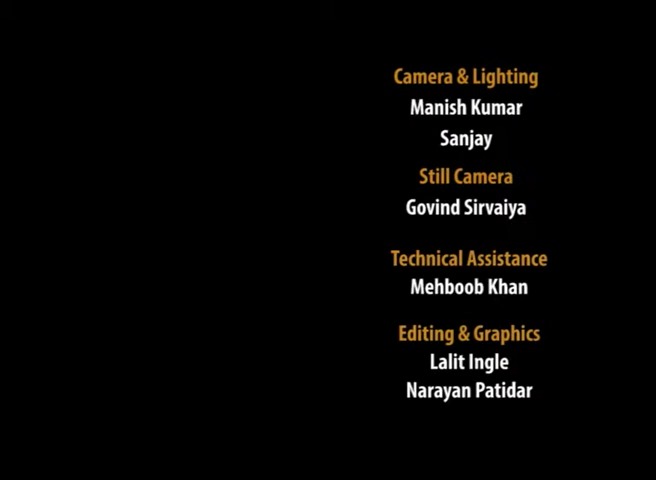 Camera & Lighting
Manish Kumar
Sanjay
Still Camera
Govind Sirvaiya
Technical Assistance
Mehboob Khan
Editing & Graphics
Lalit Ingle
Narayan Patidar